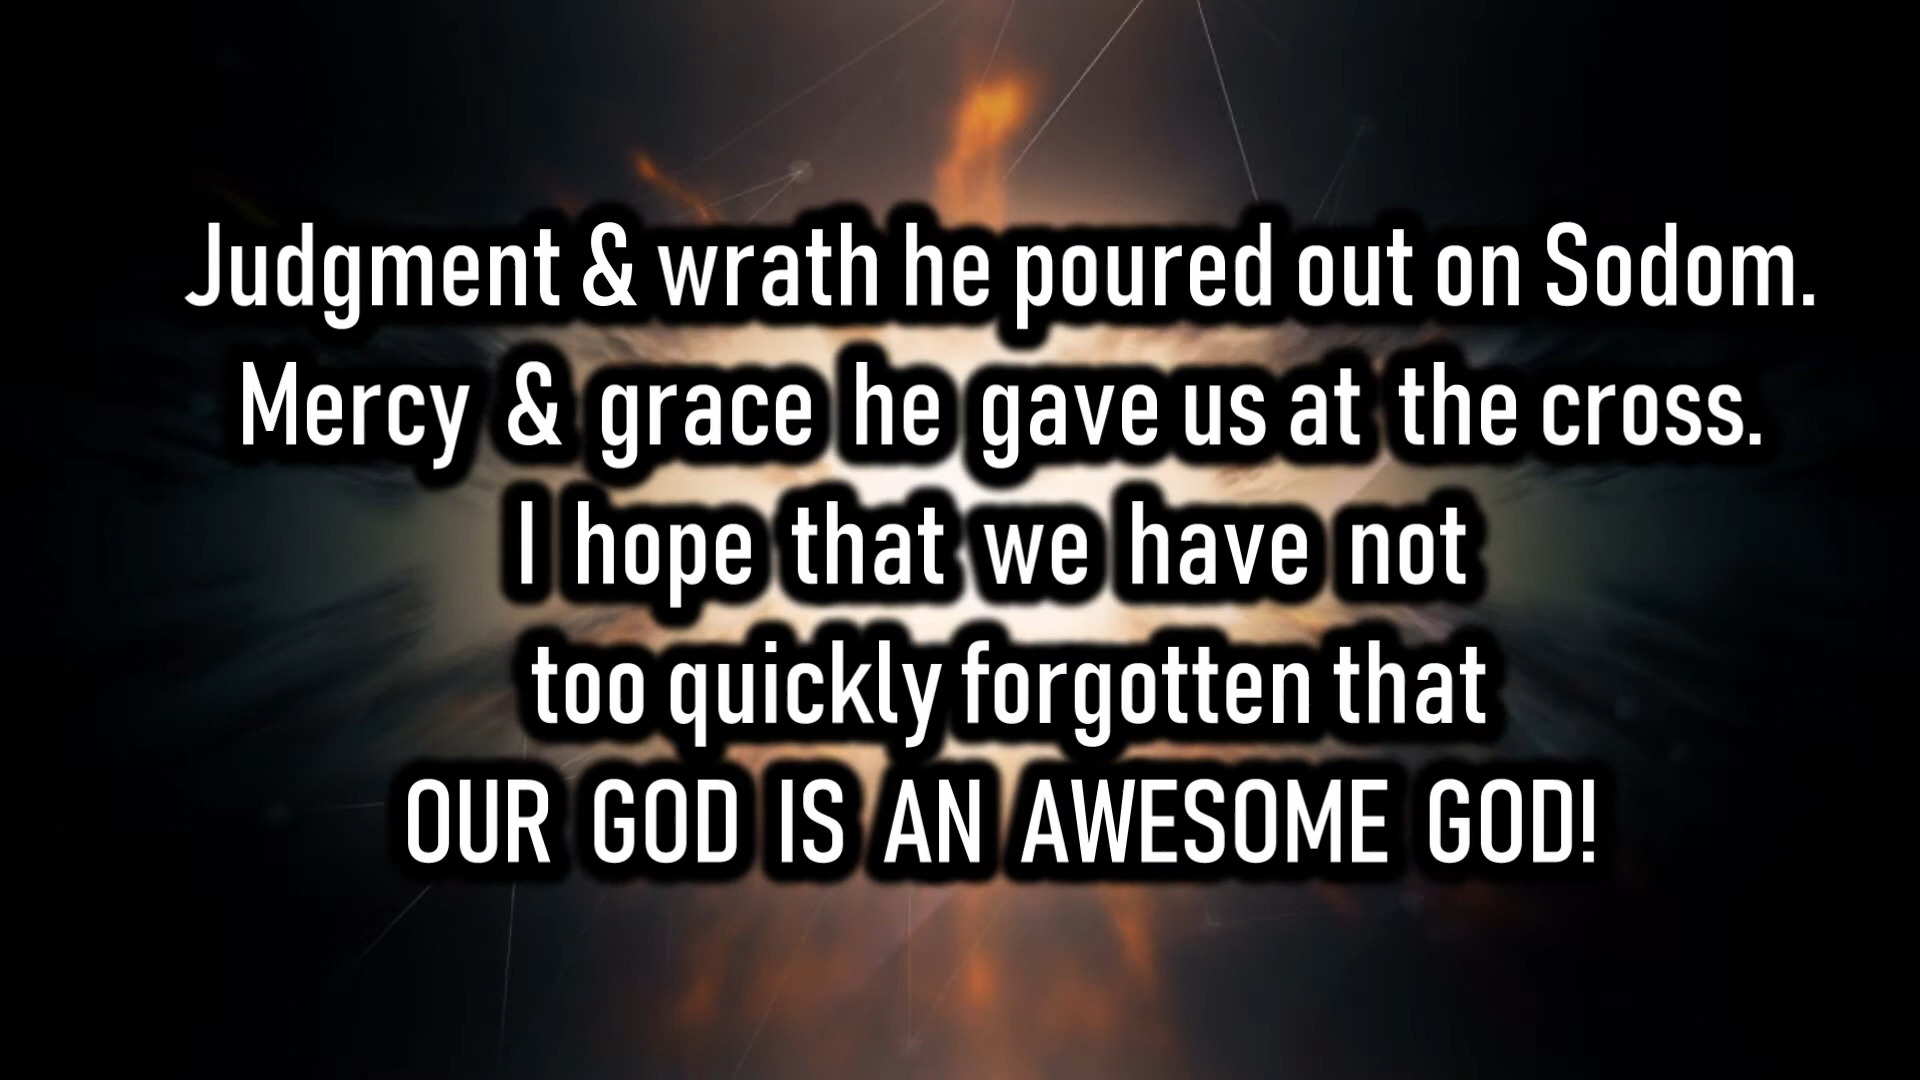 Judgment & wrath he poured out on Sodom.
Mercy & grace he gave us at the cross.
I hope that we have not
too quickly forgotten that
OUR GOD IS AN AWESOME GOD!